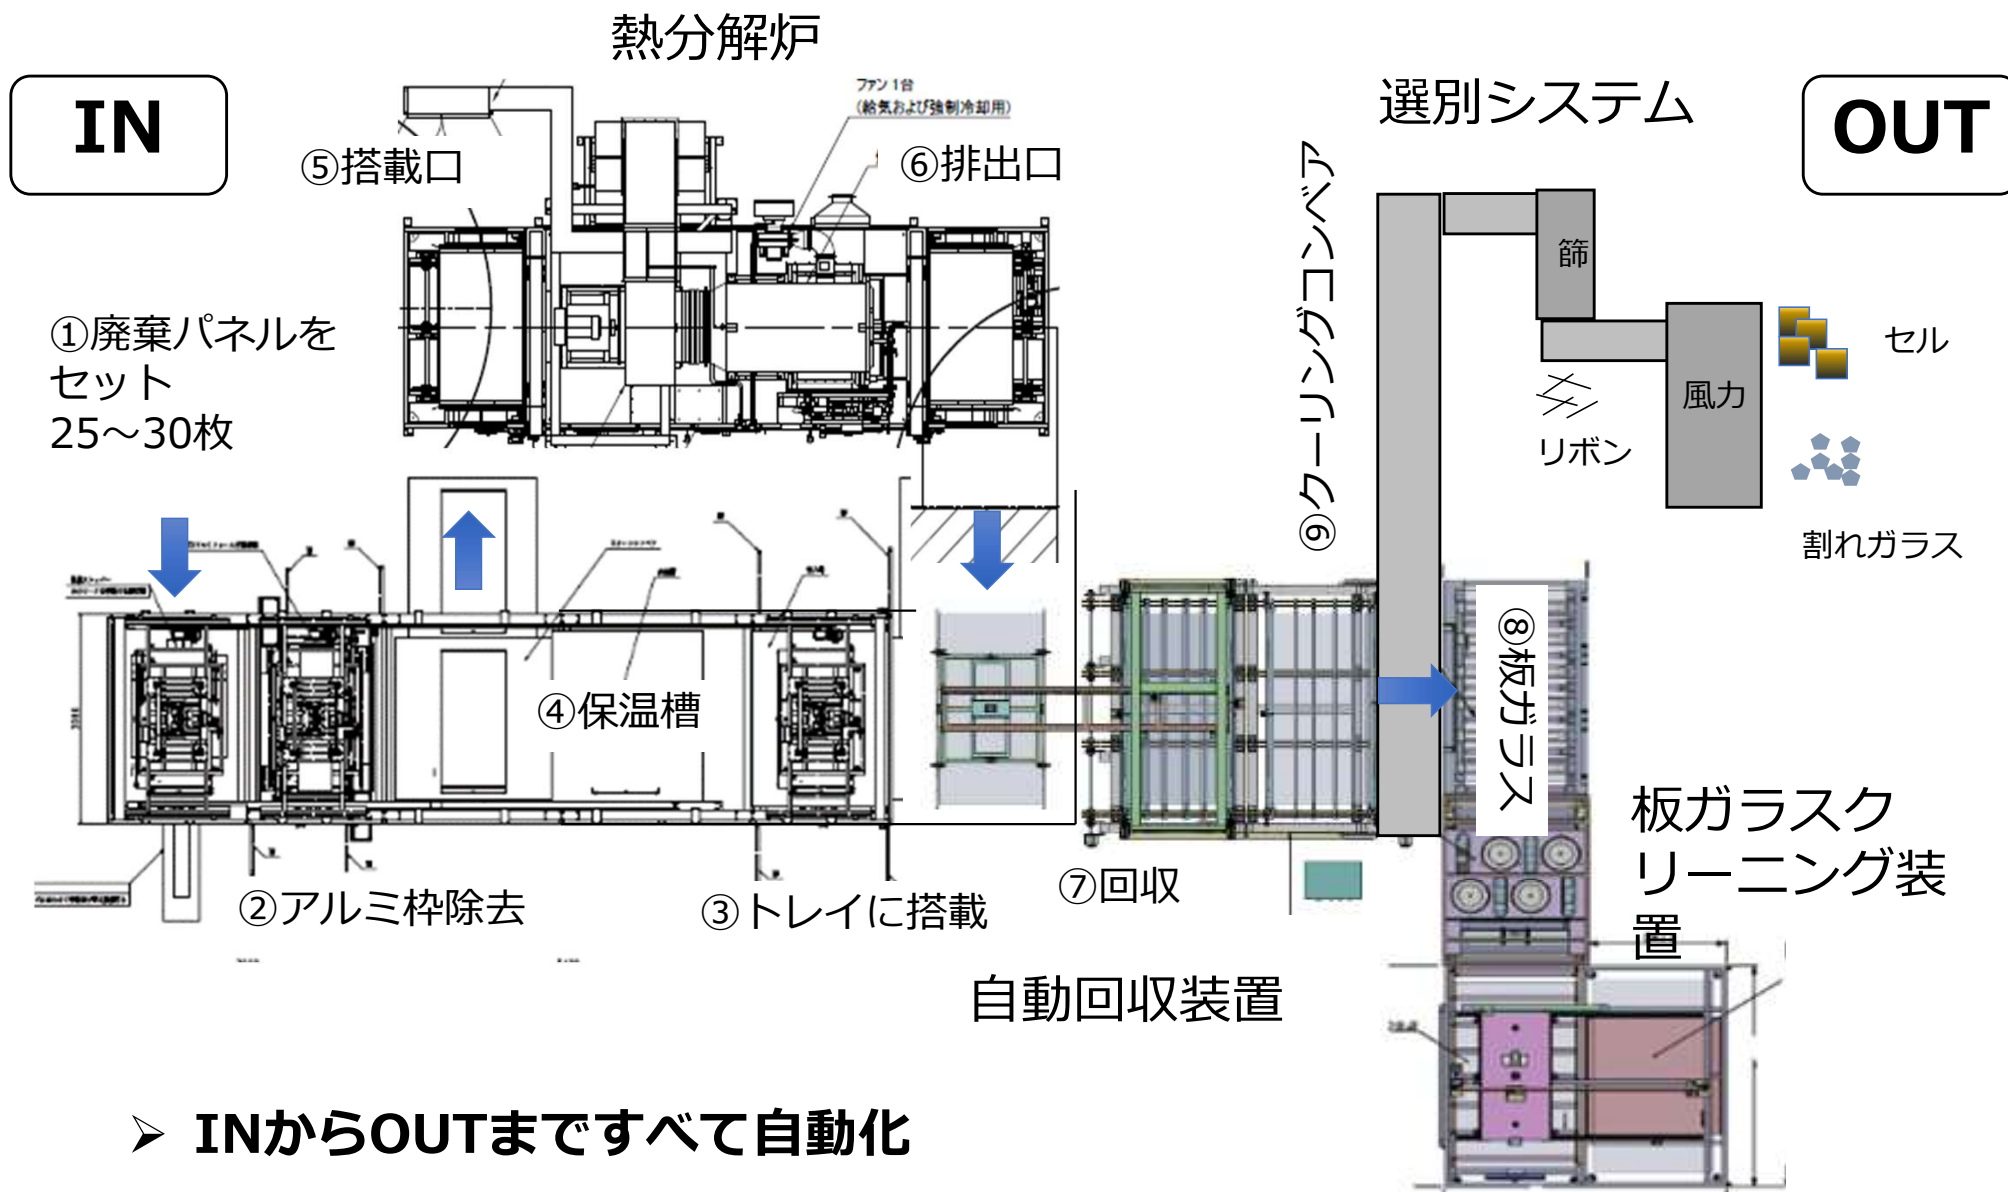 熱分解炉
IN
ファン 1台
(給気および強制冷却用)
選別システム
OUT
⑤搭載口
⑥排出口
⑨クーリングコンベア
篩
①廃棄パネルを
セット
25~30枚
セル
風力
リボン
割れガラス
⑧板ガラス
④保温槽
板ガラスク
リーニング装
置
⑦回収
②アルミ枠除去
③トレイに搭載
自動回収装置
➢ INからOUTまですべて自動化